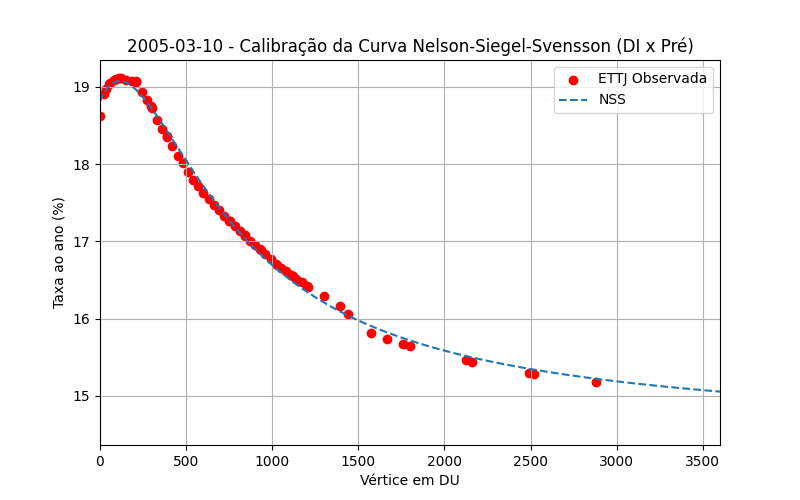 2005-03-10 - Calibração da Curva Nelson-Siegel-Svensson (DI x Pré)
ETTJ Observada
NSS
Taxa ao ano (%)
19
18
17
16
15
0 500 1000 1500 2000 2500 3000 3500
Vértice em DU